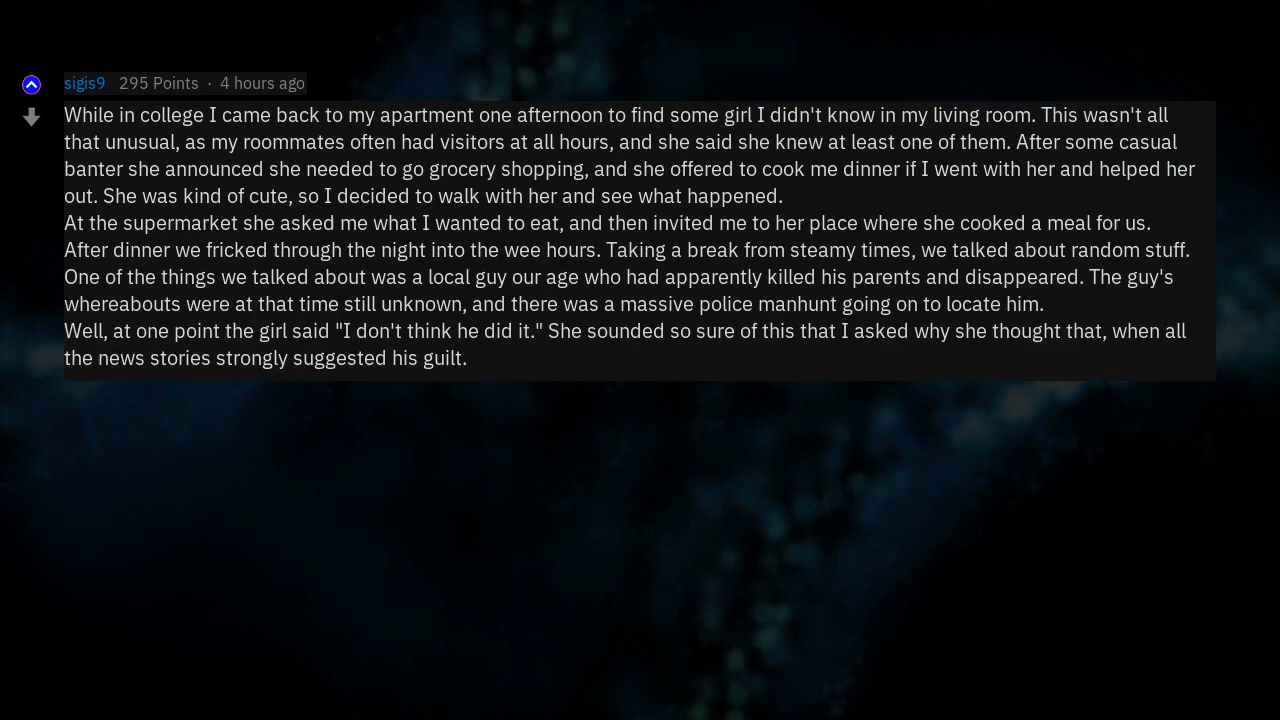 sigis9 295 Points · 4 hours ago
While in college I came back to my apartment one afternoon to find some girl I didn't know in my living room. This wasn't all
that unusual, as my roommates often had visitors at all hours, and she said she knew at least one of them. After some casual
banter she announced she needed to go grocery shopping, and she offered to cook me dinner if I went with her and helped her
out. She was kind of cute, so I decided to walk with her and see what happened.
At the supermarket she asked me what I wanted to eat, and then invited me to her place where she cooked a meal for us.
After dinner we fricked through the night into the wee hours. Taking a break from steamy times, we talked about random stuff.
One of the things we talked about was a local guy our age who had apparently killed his parents and disappeared. The guy's
whereabouts were at that time still unknown, and there was a massive police manhunt going on to locate him.
Well, at one point the girl said "I don't think he did it." She sounded so sure of this that I asked why she thought that, when all
the news stories strongly suggested his guilt.